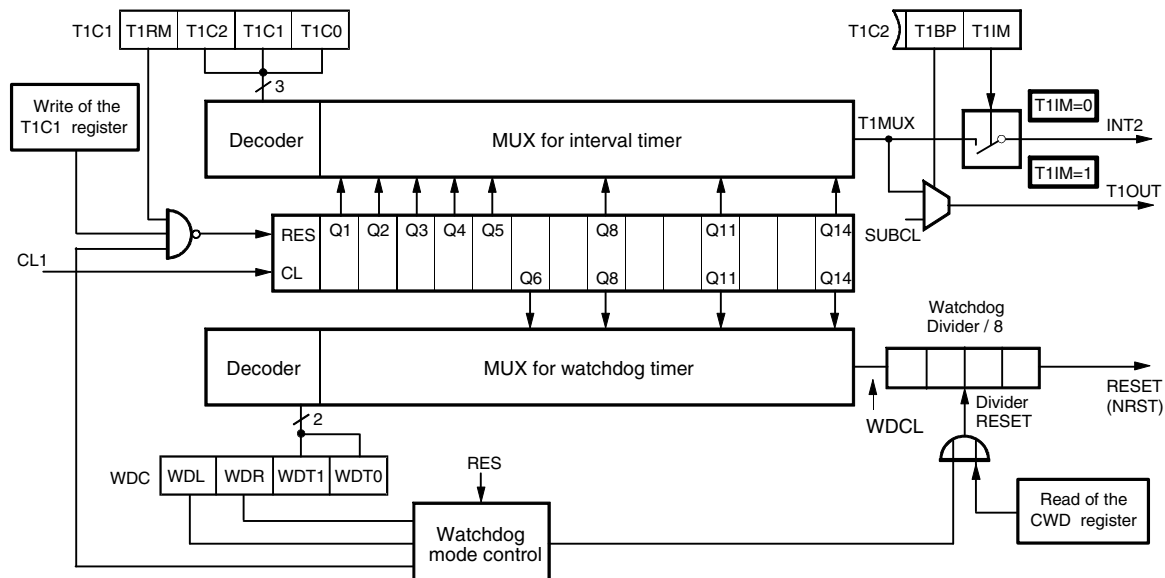 T1C1 T1RM T1C2 T1C1 T1C0
T1C2 T1BP T1IM
3
Write of the
T1C1 register
Decoder
MUX for interval timer
T1MUX
T1IM=0
INT2
T1IM=1
T1OUT
SUBCL
RES Q1 Q2 Q3 Q4 Q5 Q8 Q11 Q14
CL1
CL Q6 Q8 Q11 Q14
Watchdog
Divider / 8
Decoder
MUX for watchdog timer
RESET
(NRST)
WDCL
Divider
RESET
2
WDC WDL WDR WDT1 WDT0
RES
Read of the
CWD register
Watchdog
mode control